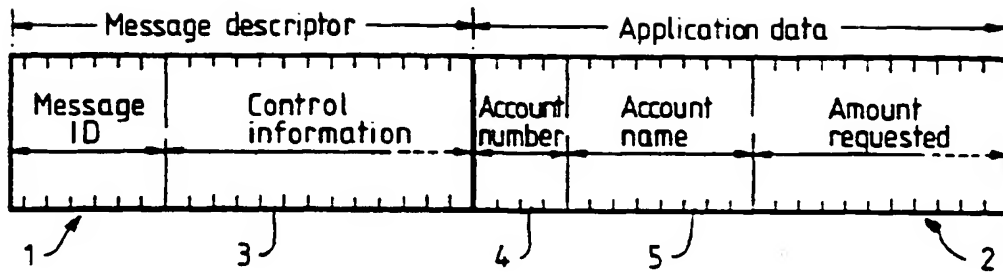 Message descriptor Application data
Message ID
Control information
Account number
Account name
Amount requested
1 3 4 5 2